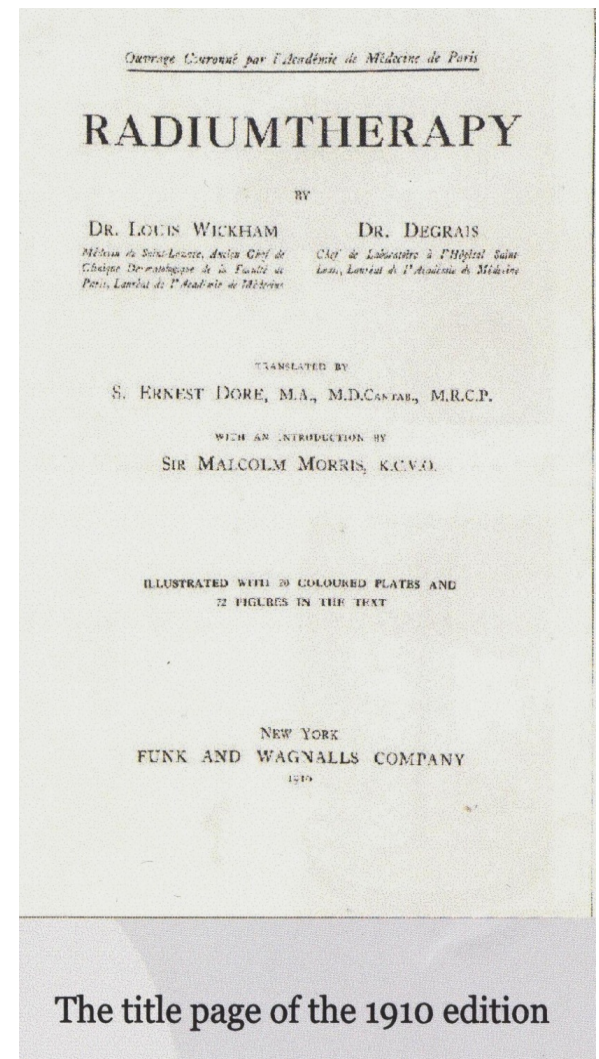 Ouvrage Couronné par l'Académie de Médecine de Paris
RADIUMTHERAPY
BY
DR. LOUIS WICKHAM
Médecin de Saint-Lazare, Ancien Chef de
Clinique Dermatologique de la Faculté de
Paris, Lauréat de l'Académie de Médecine
DR. DEGRAIS
Chef de Laboratoire à l'Hôpital Saint-
Louis, Lauréat de l'Académie de Médecine
TRANSLATED BY
S. ERNEST DORE, M.A., M.D.CANTAB., M.R.C.P.
WITH AN INTRODUCTION BY
SIR MALCOLM MORRIS, K.C.V.O.
ILLUSTRATED WITH 20 COLOURED PLATES AND
72 FIGURES IN THE TEXT
NEW YORK
FUNK AND WAGNALLS COMPANY
1910
The title page of the 1910 edition